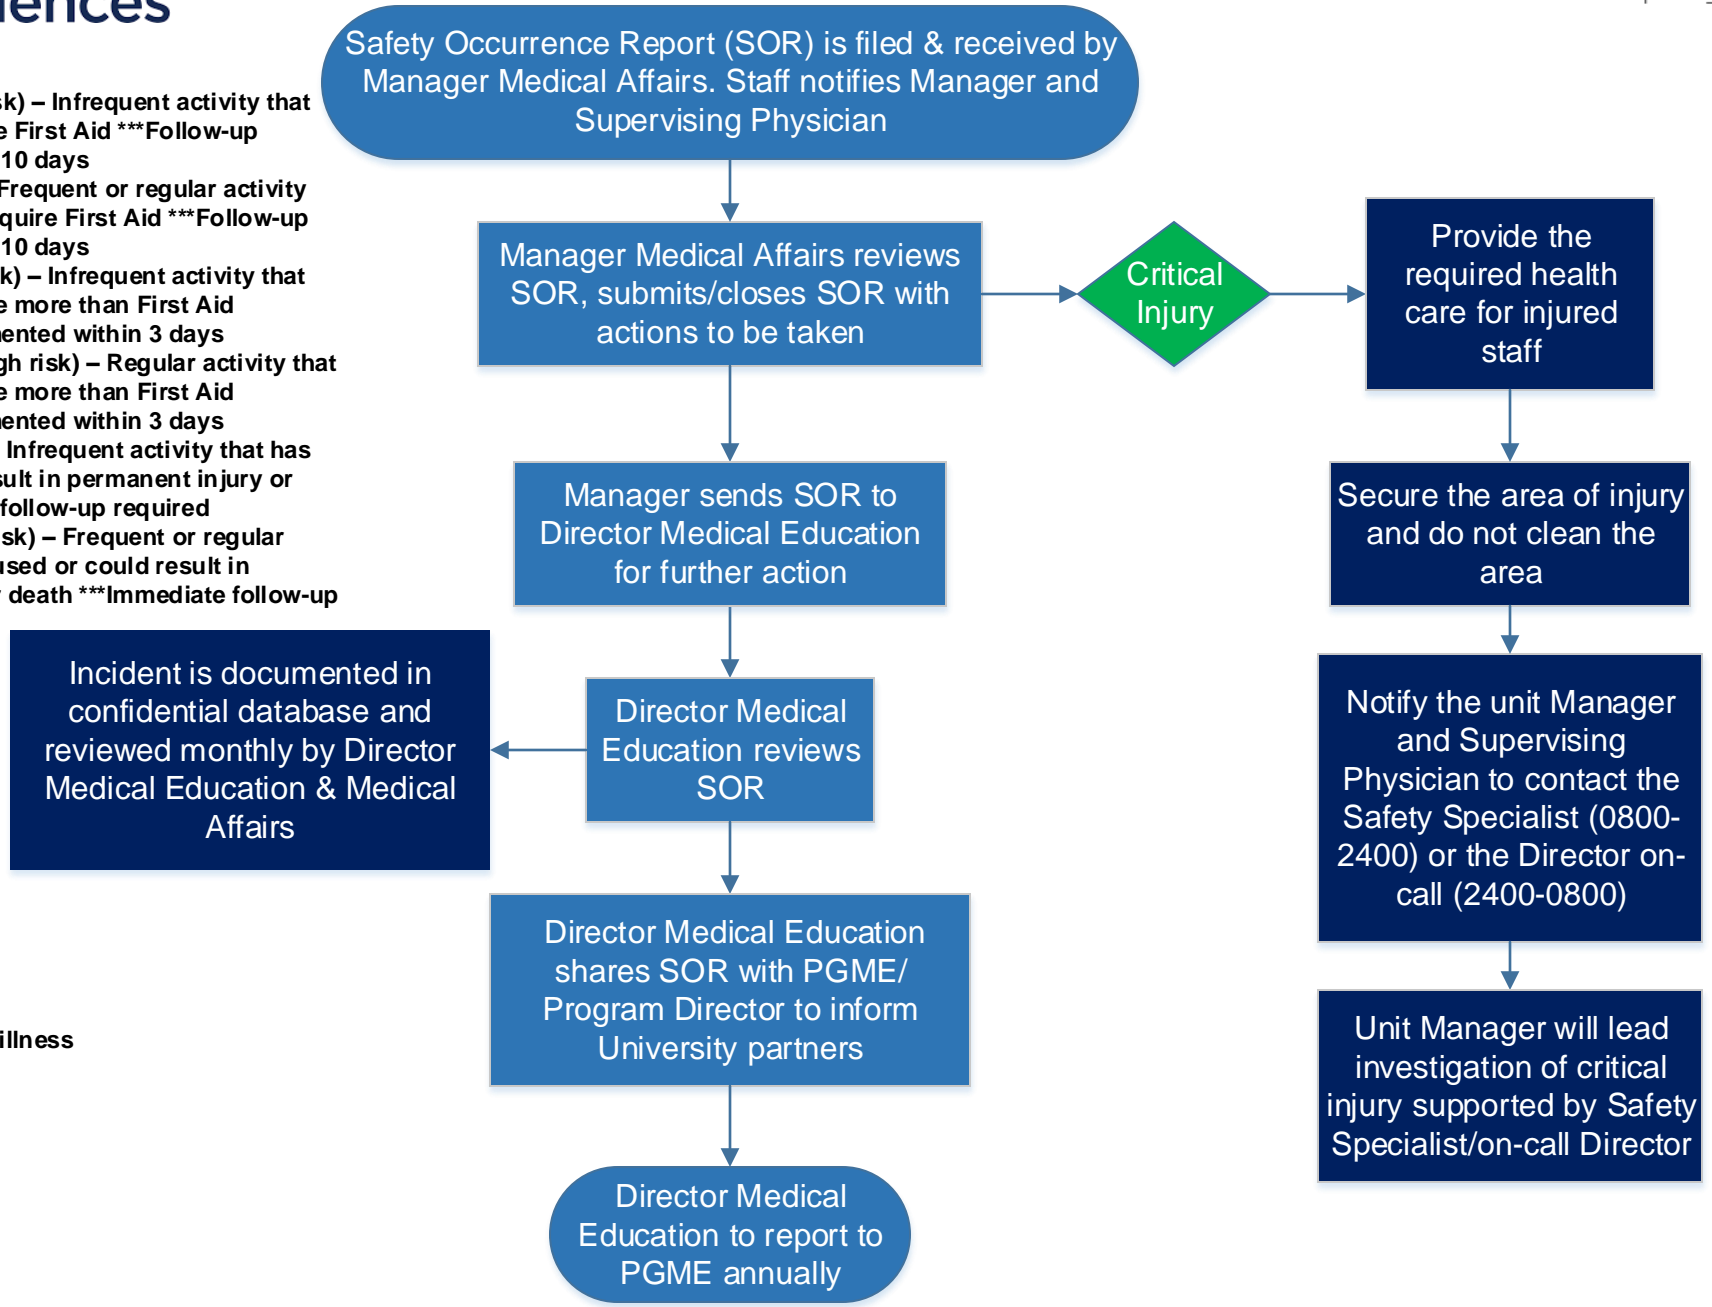 Safety Occurrence Report (SOR) is filed & received by
Manager Medical Affairs. Staff notifies Manager and
Supervising Physician
– Infrequent activity that
First Aid ***Follow-up
10 days
Frequent or regular activity
First Aid ***Follow-up
10 days
– Infrequent activity that
more than First Aid
within 3 days
risk) – Regular activity that
more than First Aid
within 3 days
Infrequent activity that has
in permanent injury or
follow-up required
– Frequent or regular
or could result in
death ***Immediate follow-up
illness
Manager Medical Affairs reviews
SOR, submits/closes SOR with
actions to be taken
Critical
Injury
Provide the
required health
care for injured
staff
Manager sends SOR to
Director Medical Education
for further action
Secure the area of injury
and do not clean the
area
Incident is documented in
confidential database and
reviewed monthly by Director
Medical Education & Medical
Affairs
Director Medical
Education reviews
SOR
Notify the unit Manager
and Supervising
Physician to contact the
Safety Specialist (0800-
2400) or the Director on-
call (2400-0800)
Director Medical Education
shares SOR with PGME/
Program Director to inform
University partners
Unit Manager will lead
investigation of critical
injury supported by Safety
Specialist/on-call Director
Director Medical
Education to report to
PGME annually